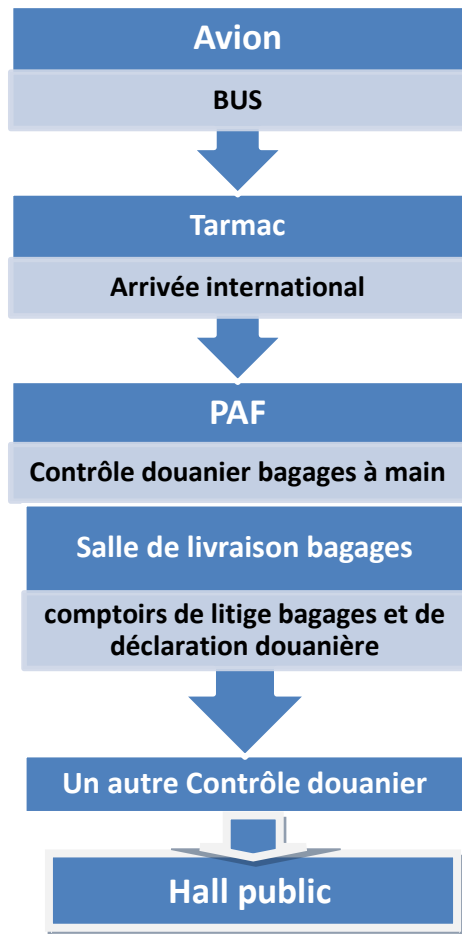 Avion
BUS
Tarmac
Arrivée international
PAF
Contrôle douanier bagages à main
Salle de livraison bagages
comptoirs de litige bagages et de
déclaration douanière
Un autre Contrôle douanier
Hall public